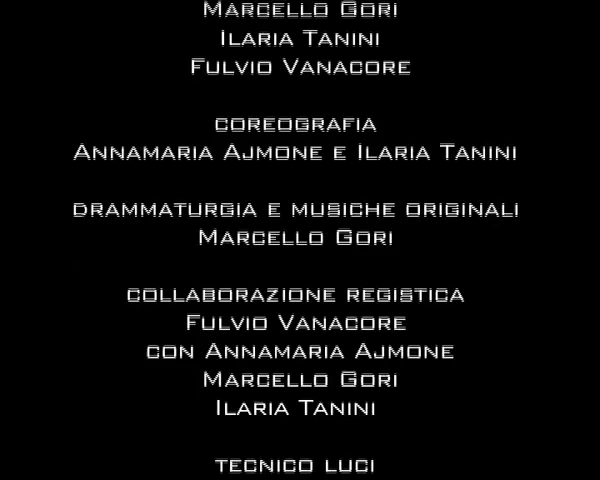 Marcello Gori
Ilaria Tanini
Fulvio Vanacore
coreografia
Annamaria Ajmone e Ilaria Tanini
drammaturgia e musiche originali
Marcello Gori
collaborazione registica
Fulvio Vanacore
con Annamaria Ajmone
Marcello Gori
Ilaria Tanini
tecnico luci